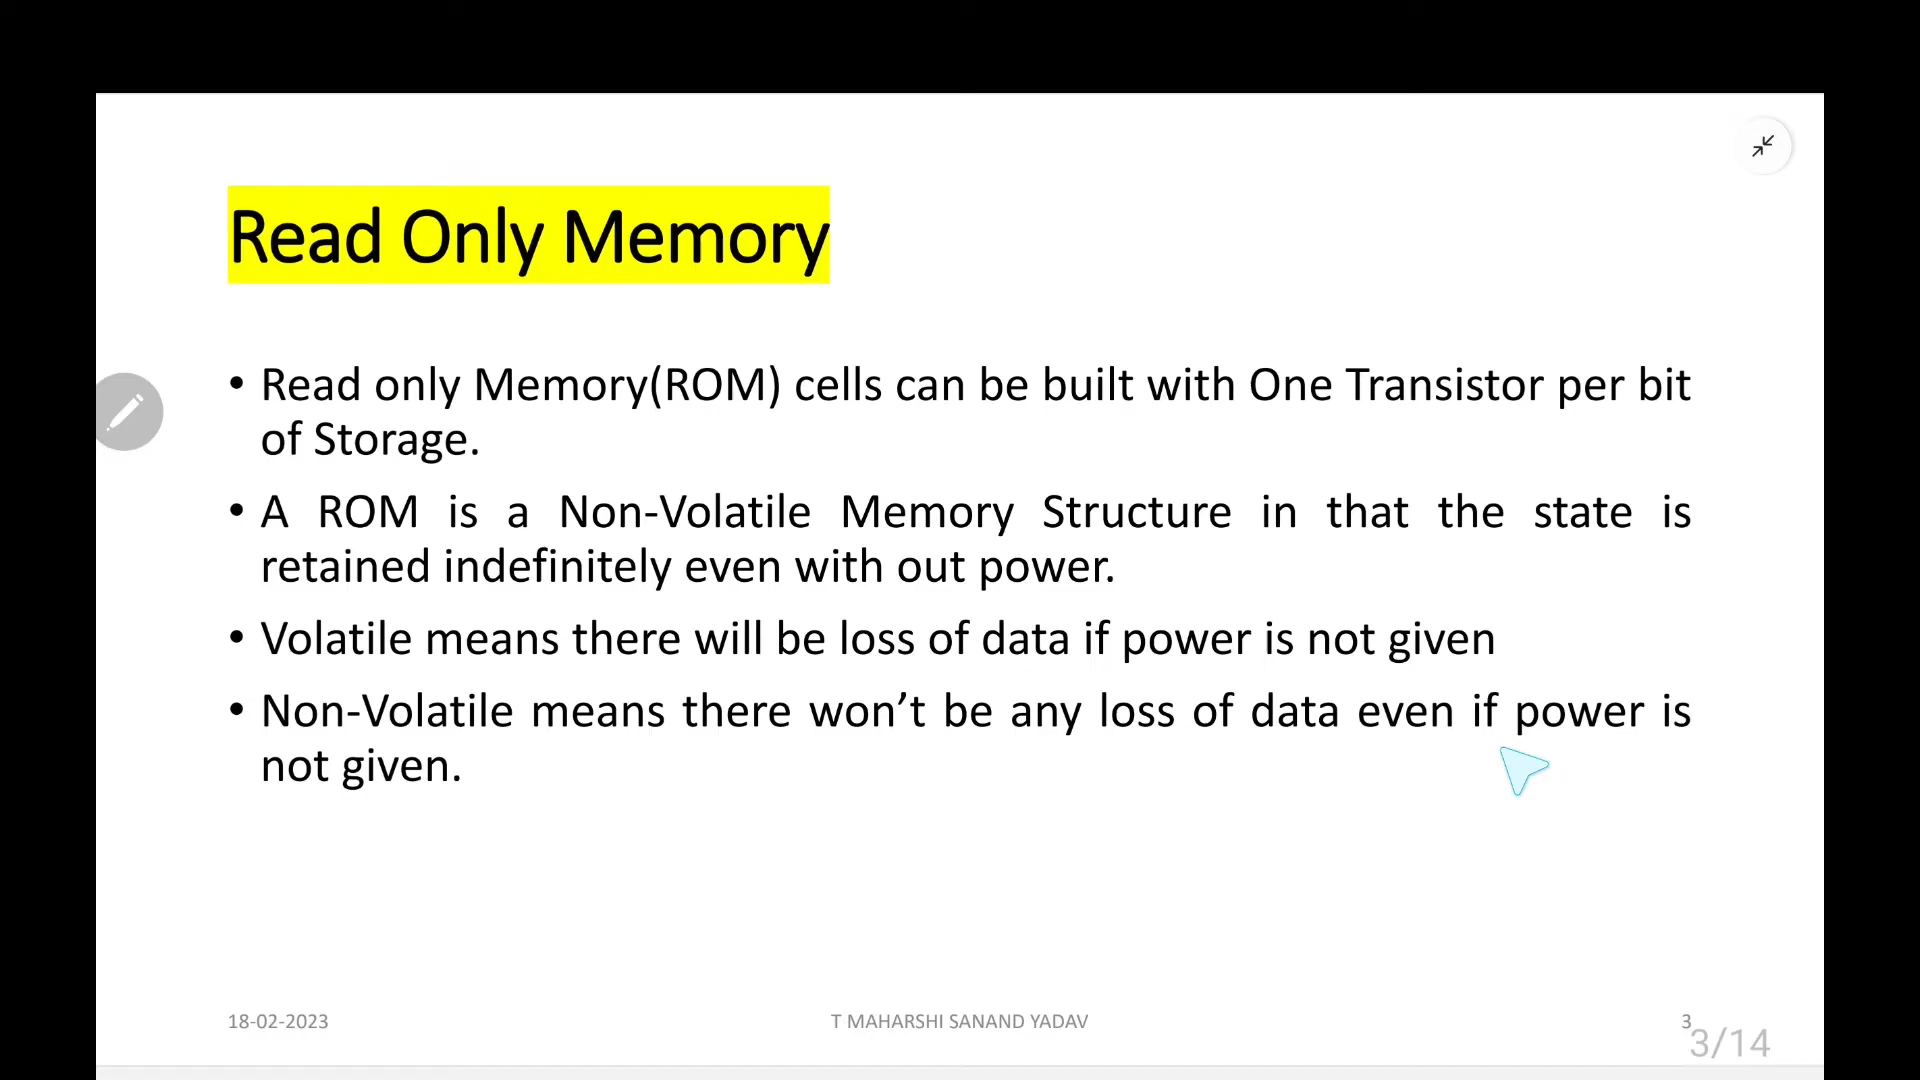 Read Only Memory
• Read only Memory(ROM) cells can be built with One Transistor per bit
of Storage.
• A ROM is a Non-Volatile Memory Structure in that the state is
retained indefinitely even with out power.
• Volatile means there will be loss of data if power is not given
• Non-Volatile means there won’t be any loss of data even if power is
not given.
18-02-2023
T MAHARSHI SANAND YADAV
3
3/14